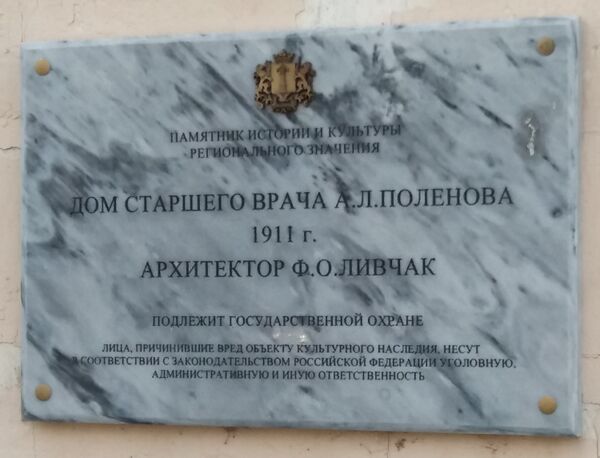 ПАМЯТНИК ИСТОРИИ И КУЛЬТУРЫ
РЕГИОНАЛЬНОГО ЗНАЧЕНИЯ
ДОМ СТАРШЕГО ВРАЧА А.Л.ПОЛЕНОВА
1911 г.
АРХИТЕКТОР Ф.О.ЛИВЧАК
ПОДЛЕЖИТ ГОСУДАРСТВЕННОЙ ОХРАНЕ
ЛИЦА, ПРИЧИНИВШИЕ ВРЕД ОБЪЕКТУ КУЛЬТУРНОГО НАСЛЕДИЯ, НЕСУТ
В СООТВЕТСТВИИ С ЗАКОНОДАТЕЛЬСТВОМ РОССИЙСКОЙ ФЕДЕРАЦИИ УГОЛОВНУЮ,
АДМИНИСТРАТИВНУЮ И ИНУЮ ОТВЕТСТВЕННОСТЬ